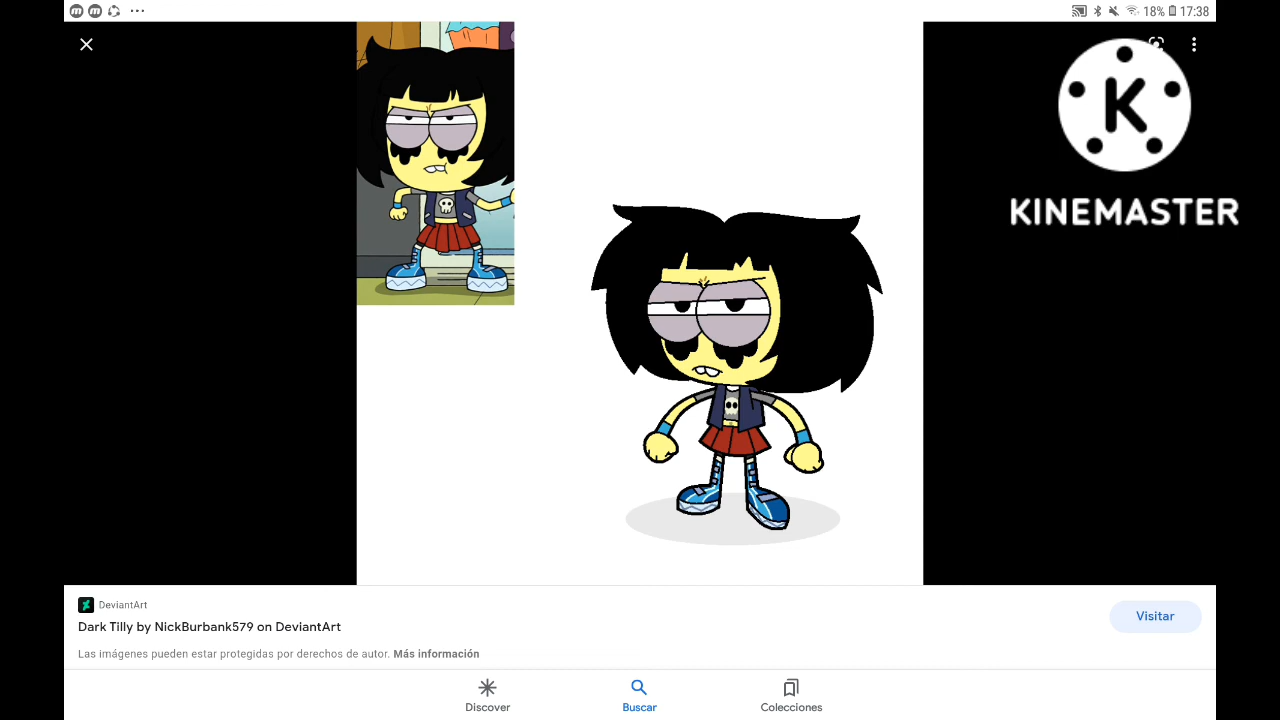 18% 17:38
K
KINEMASTER
DeviantArt
Dark Tilly by NickBurbank579 on DeviantArt
Visitar
Las imágenes pueden estar protegidas por derechos de autor. Más información
Discover
Buscar
Colecciones